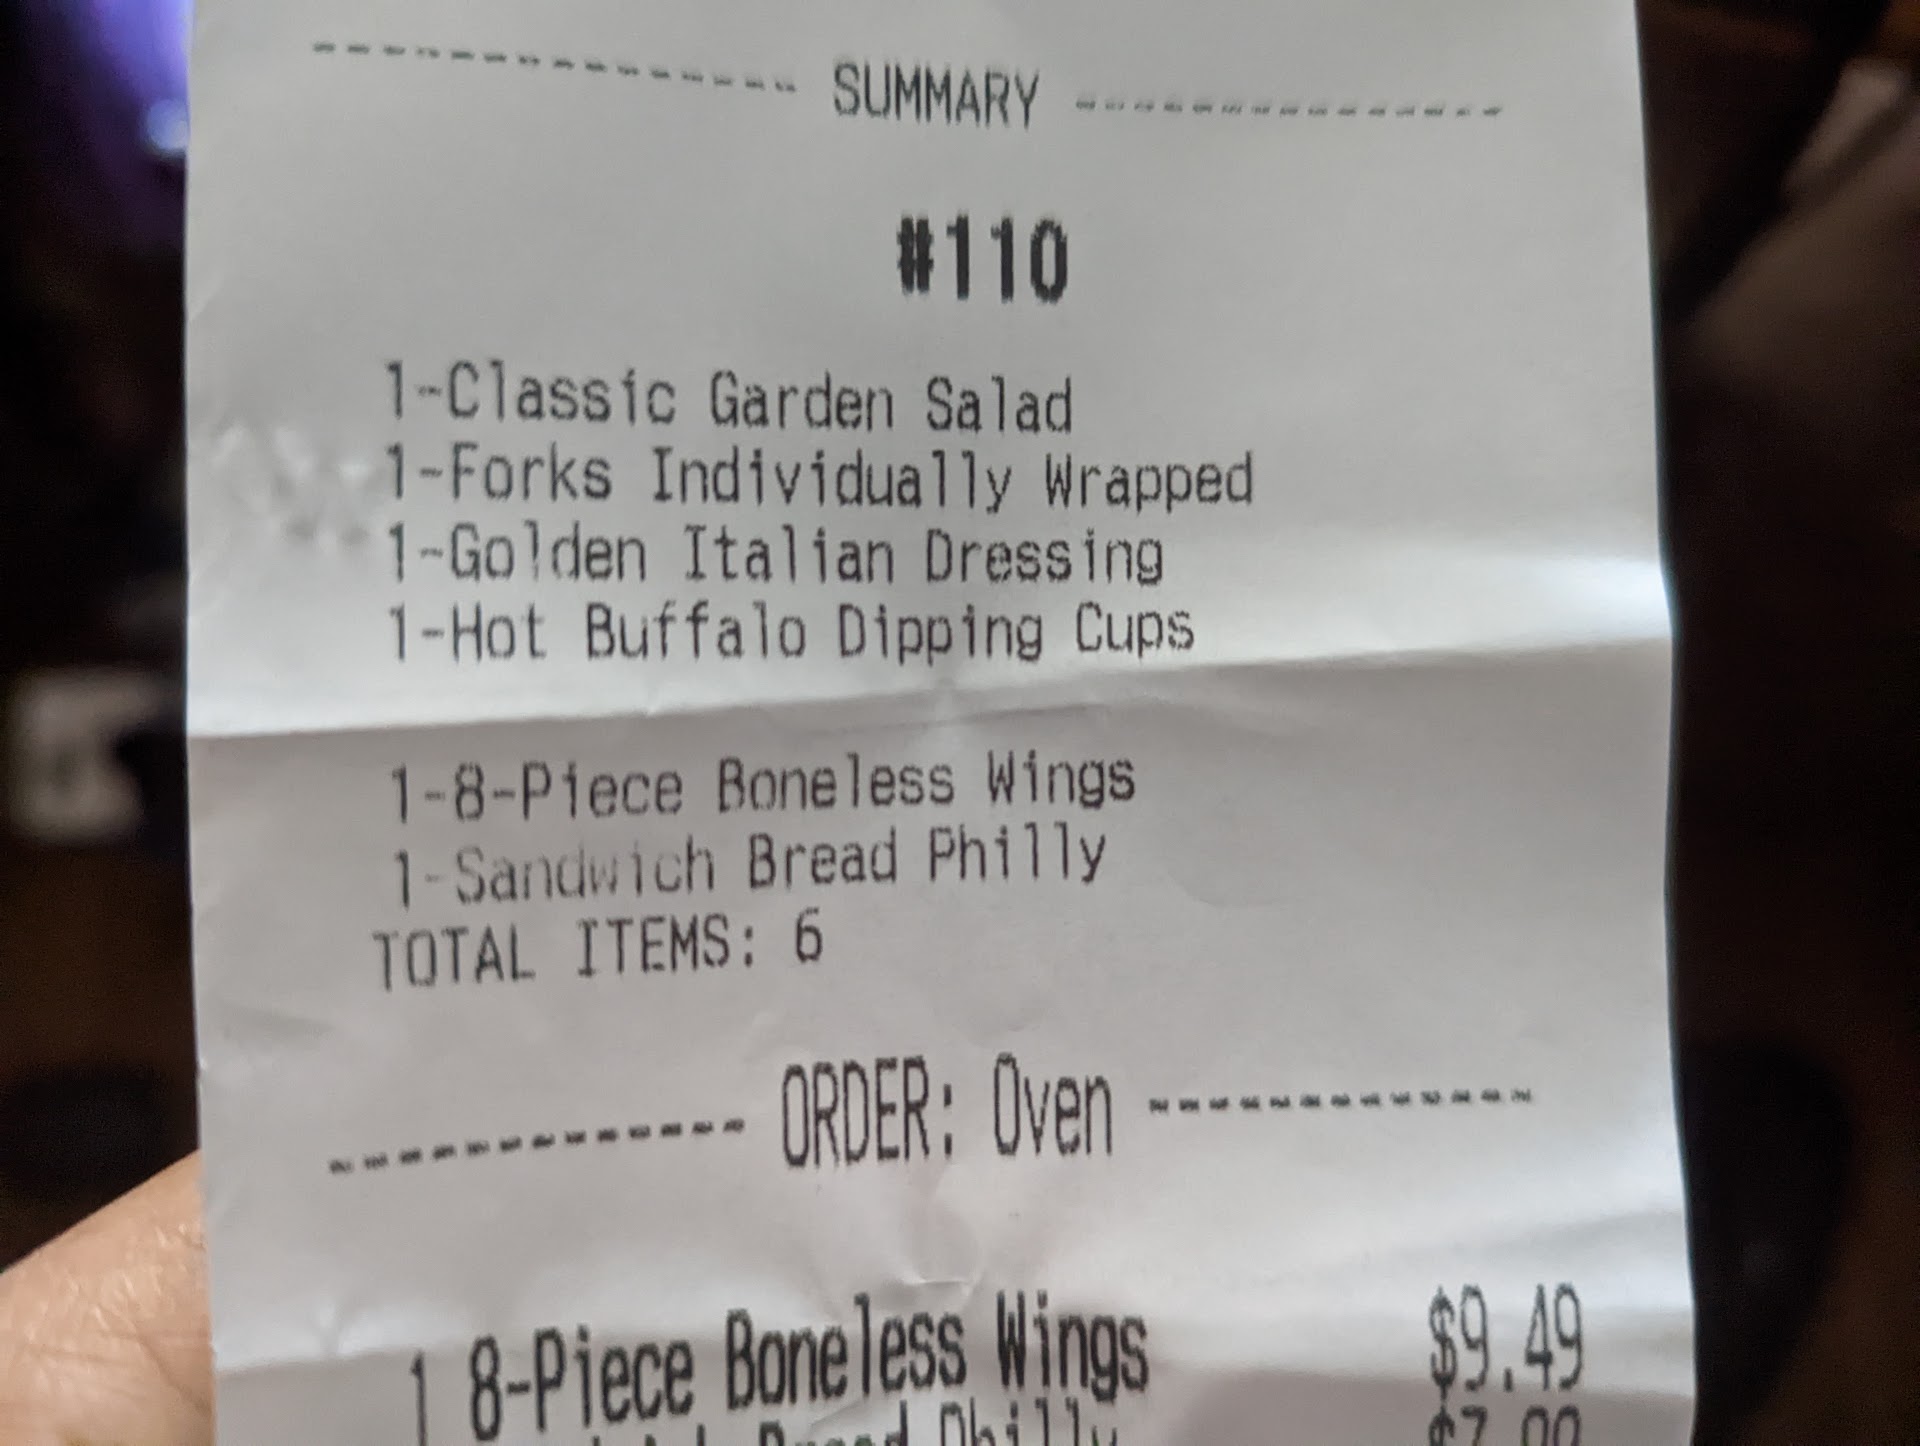 ------------- SUMMARY ---------------
#110
1-Classic Garden Salad
1-Forks Individually Wrapped
1-Golden Italian Dressing
1-Hot Buffalo Dipping Cups
1-8-Piece Boneless Wings
1-Sandwich Bread Philly
TOTAL ITEMS: 6
------------ ORDER: Oven -------------
1 8-Piece Boneless Wings $9.49
Bread Philly